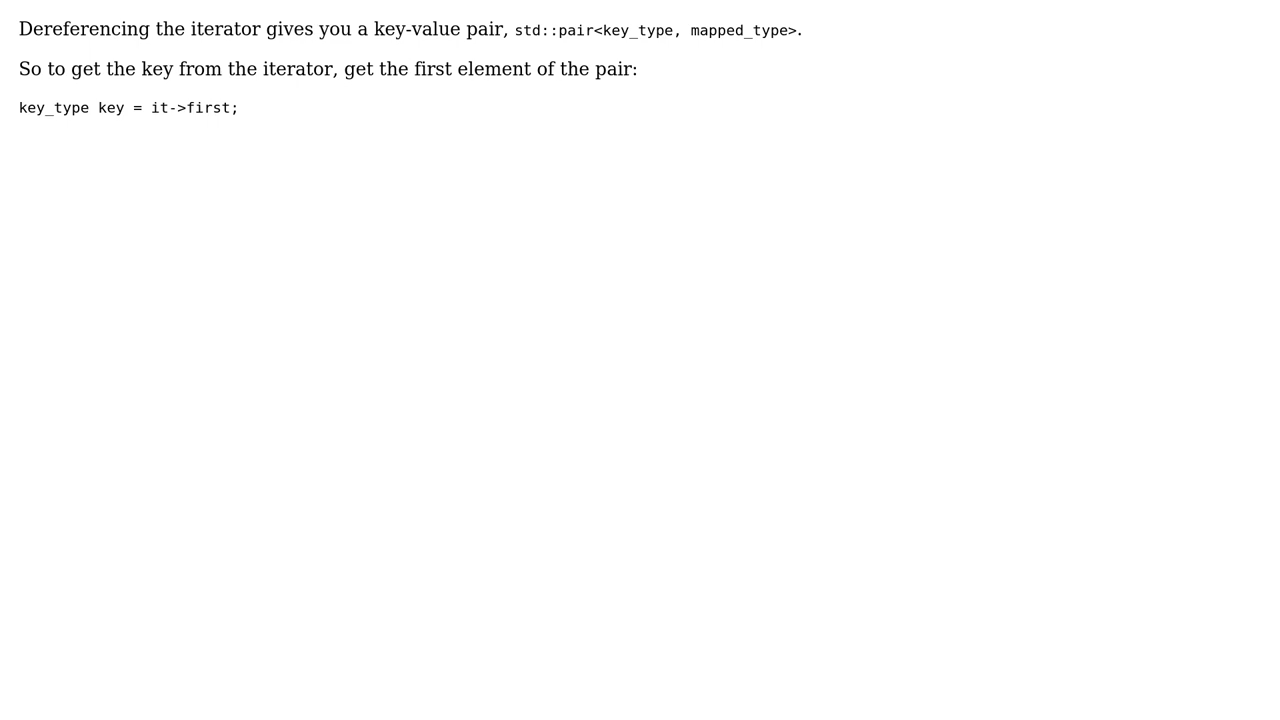 Dereferencing the iterator gives you a key-value pair, std::pair<key_type, mapped_type>.
So to get the key from the iterator, get the first element of the pair:
key_type key = it->first;